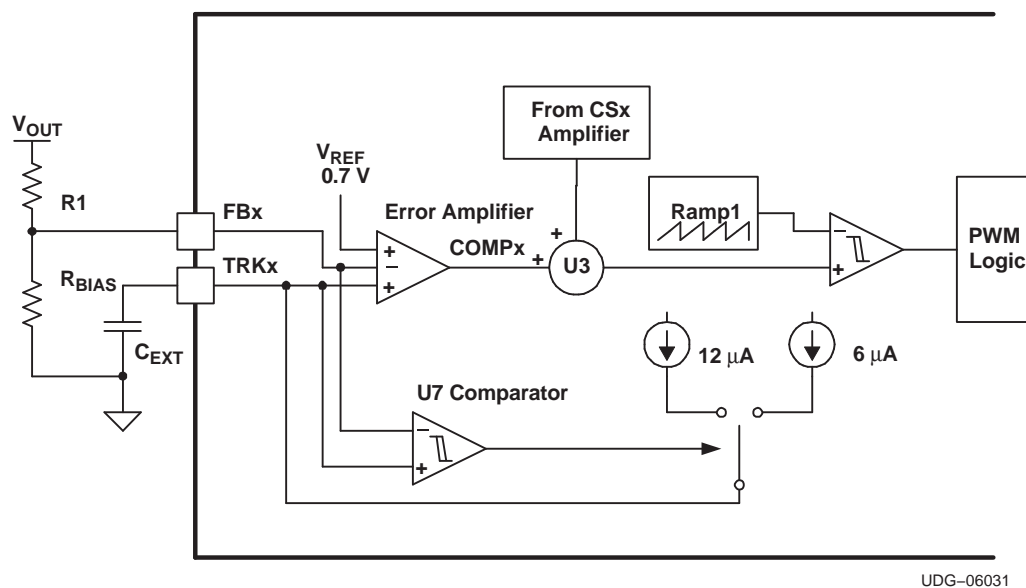 From CSx
Amplifier
VOUT
VREF
0.7 V
R1
FBx
Error Amplifier
Ramp1
+
−
+
−
+
COMPx
+
+
U3
−
+
PWM
Logic
TRKx
RBIAS
CEXT
12 μA
6 μA
U7 Comparator
−
+
UDG–06031